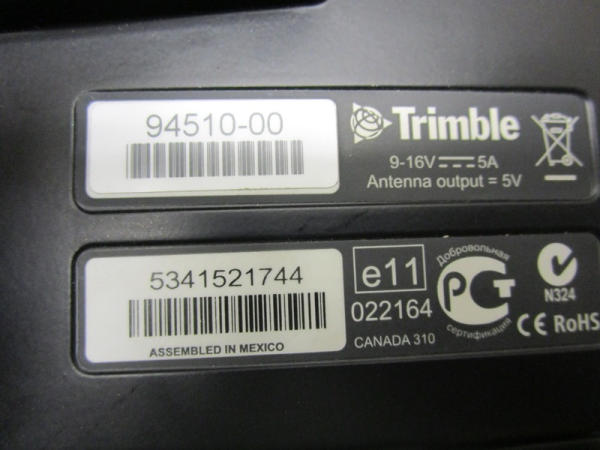 94510-00
Trimble
9-16V 5A
Antenna output = 5V
5341521744
ASSEMBLED IN MEXICO
e11
022164
CANADA 310
Добровольная
РСТ
сертификация
N324
CE RoHS